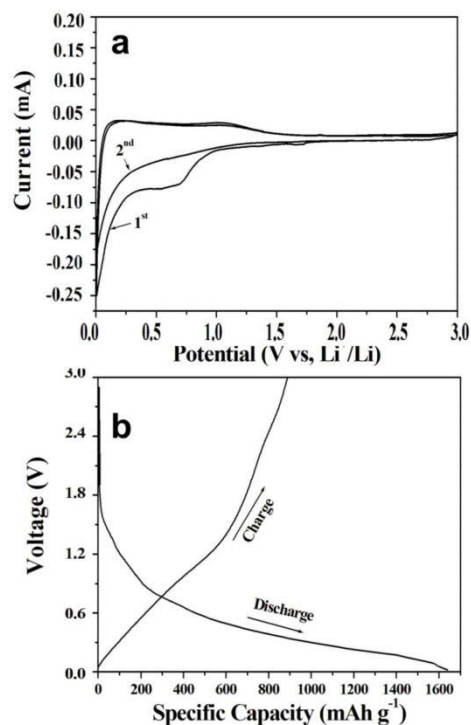 a
0.20
0.15
0.10
0.05
0.00
-0.05
-0.10
-0.15
-0.20
-0.25
Current (mA)
2nd
1st
0.0 0.5 1.0 1.5 2.0 2.5 3.0
Potential (V vs, Li+/Li)
b
3.0
2.4
1.8
1.2
0.6
0.0
Voltage (V)
Charge
Discharge
0 200 400 600 800 1000 1200 1400 1600
Specific Capacity (mAh g-1)